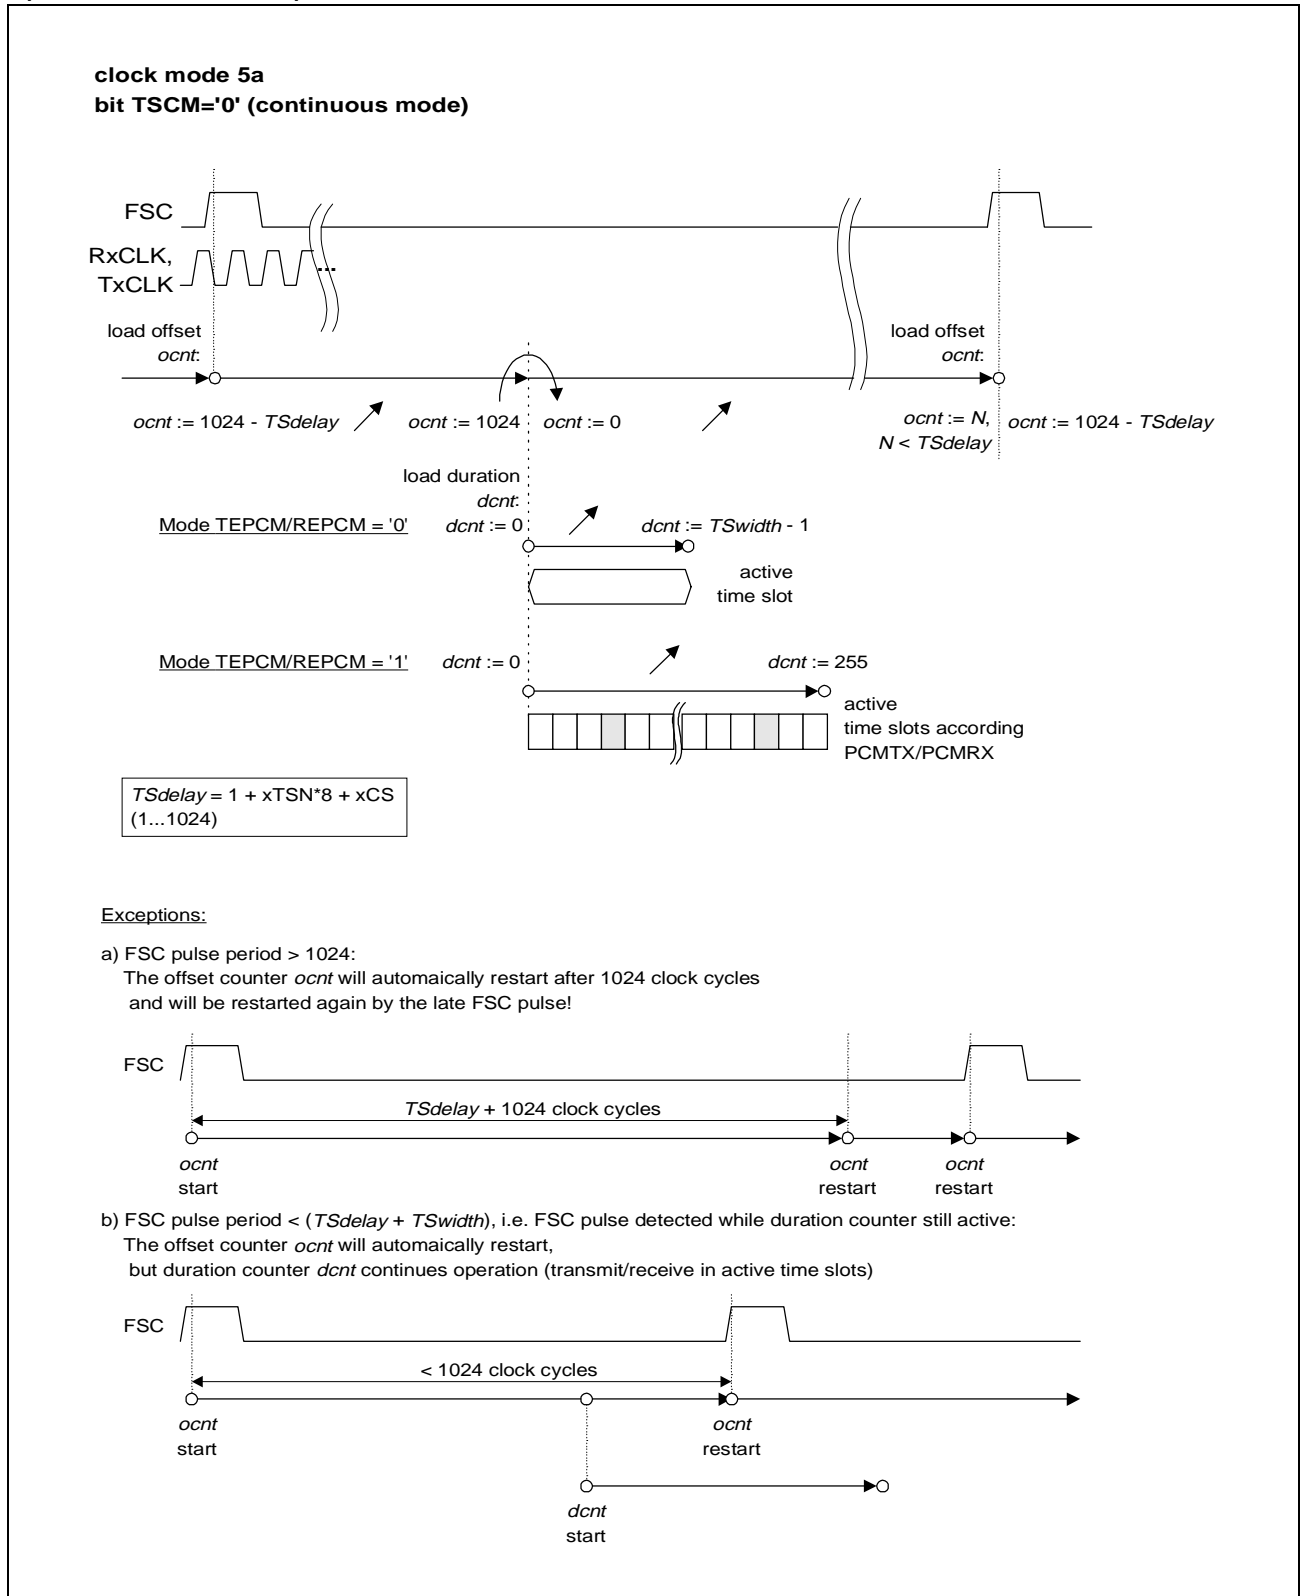 clock mode 5a
bit TSCM='0' (continuous mode)
FSC
RxCLK,
TxCLK
...
load offset
ocnt:
load offset
ocnt:
ocnt := 1024 - TSdelay
ocnt := 1024
ocnt := 0
ocnt := N,
N < TSdelay
ocnt := 1024 - TSdelay
load duration
dcnt:
Mode TEPCM/REPCM = '0'
dcnt := 0
dcnt := TSwidth - 1
active
time slot
Mode TEPCM/REPCM = '1'
dcnt := 0
dcnt := 255
active
time slots according
PCMTX/PCMRX
TSdelay = 1 + xTSN*8 + xCS
(1...1024)
Exceptions:
a) FSC pulse period > 1024:
The offset counter ocnt will automaically restart after 1024 clock cycles
and will be restarted again by the late FSC pulse!
FSC
TSdelay + 1024 clock cycles
ocnt
start
ocnt
restart
ocnt
restart
b) FSC pulse period < (TSdelay + TSwidth), i.e. FSC pulse detected while duration counter still active:
The offset counter ocnt will automaically restart,
but duration counter dcnt continues operation (transmit/receive in active time slots)
FSC
< 1024 clock cycles
ocnt
start
ocnt
restart
dcnt
start